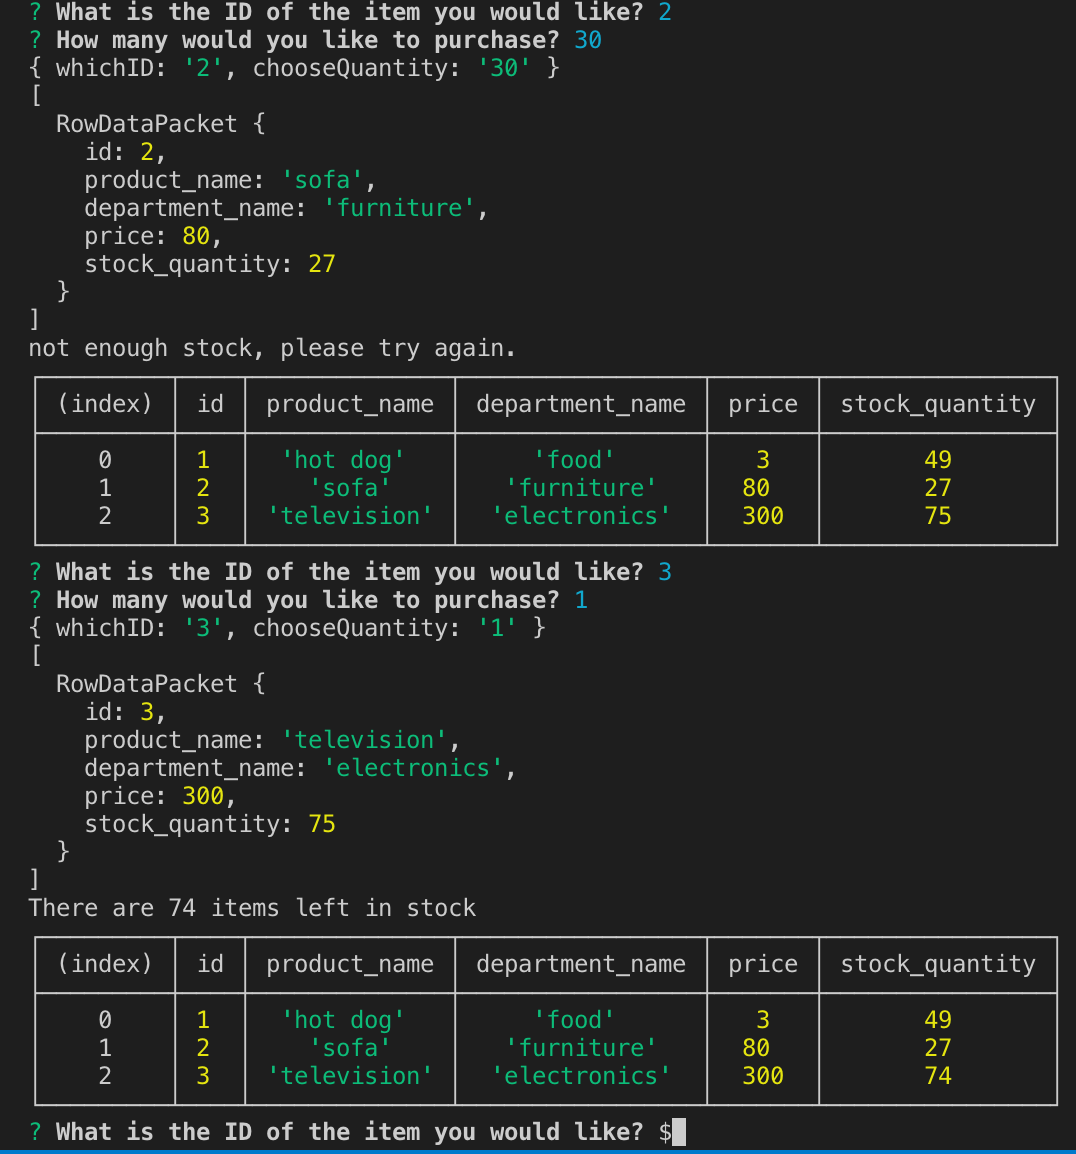 ? What is the ID of the item you would like? 2
? How many would you like to purchase? 30
{ whichID: '2', chooseQuantity: '30' }
[
  RowDataPacket {
    id: 2,
    product_name: 'sofa',
    department_name: 'furniture',
    price: 80,
    stock_quantity: 27
  }
]
not enough stock, please try again.
(index) id product_name department_name price stock_quantity
0 1 'hot dog' 'food' 3 49
1 2 'sofa' 'furniture' 80 27
2 3 'television' 'electronics' 300 75
? What is the ID of the item you would like? 3
? How many would you like to purchase? 1
{ whichID: '3', chooseQuantity: '1' }
[
  RowDataPacket {
    id: 3,
    product_name: 'television',
    department_name: 'electronics',
    price: 300,
    stock_quantity: 75
  }
]
There are 74 items left in stock
(index) id product_name department_name price stock_quantity
0 1 'hot dog' 'food' 3 49
1 2 'sofa' 'furniture' 80 27
2 3 'television' 'electronics' 300 74
? What is the ID of the item you would like? $